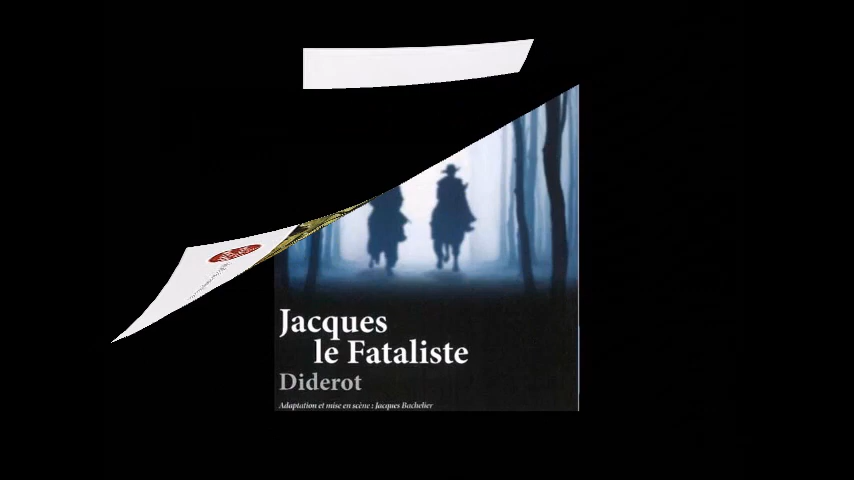 Jacques
le Fataliste
Diderot
Adaptation et mise en scène : Jacques Bachelier